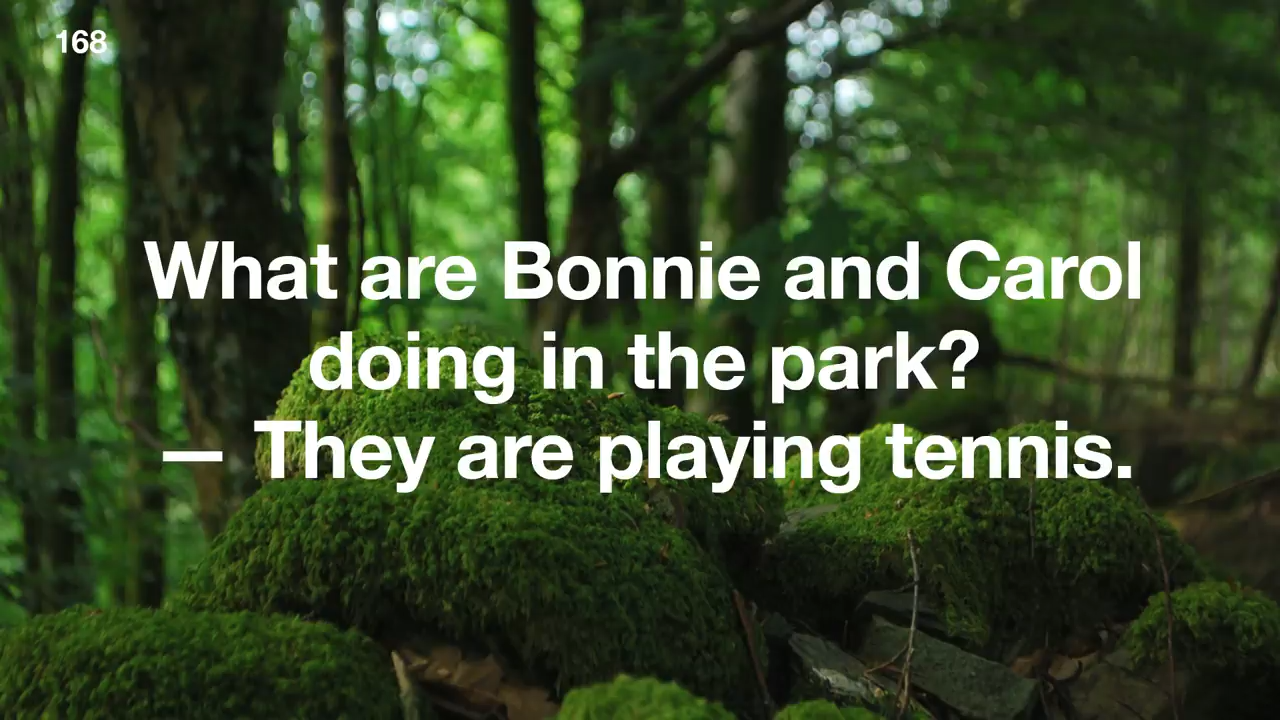 168
What are Bonnie and Carol
doing in the park?
— They are playing tennis.